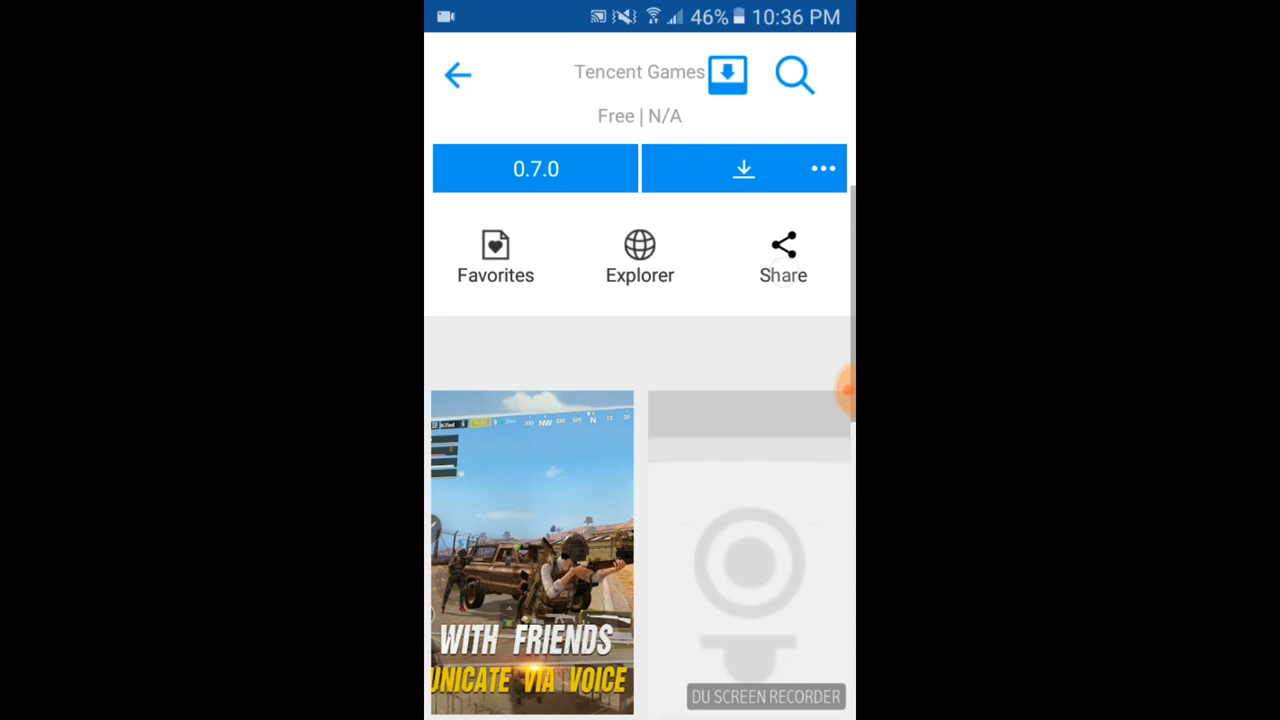 46% 10:36 PM
Tencent Games
Free | N/A
0.7.0
Favorites
Explorer
Share
NW
N
WITH FRIENDS
UNICATE VIA VOICE
DU SCREEN RECORDER